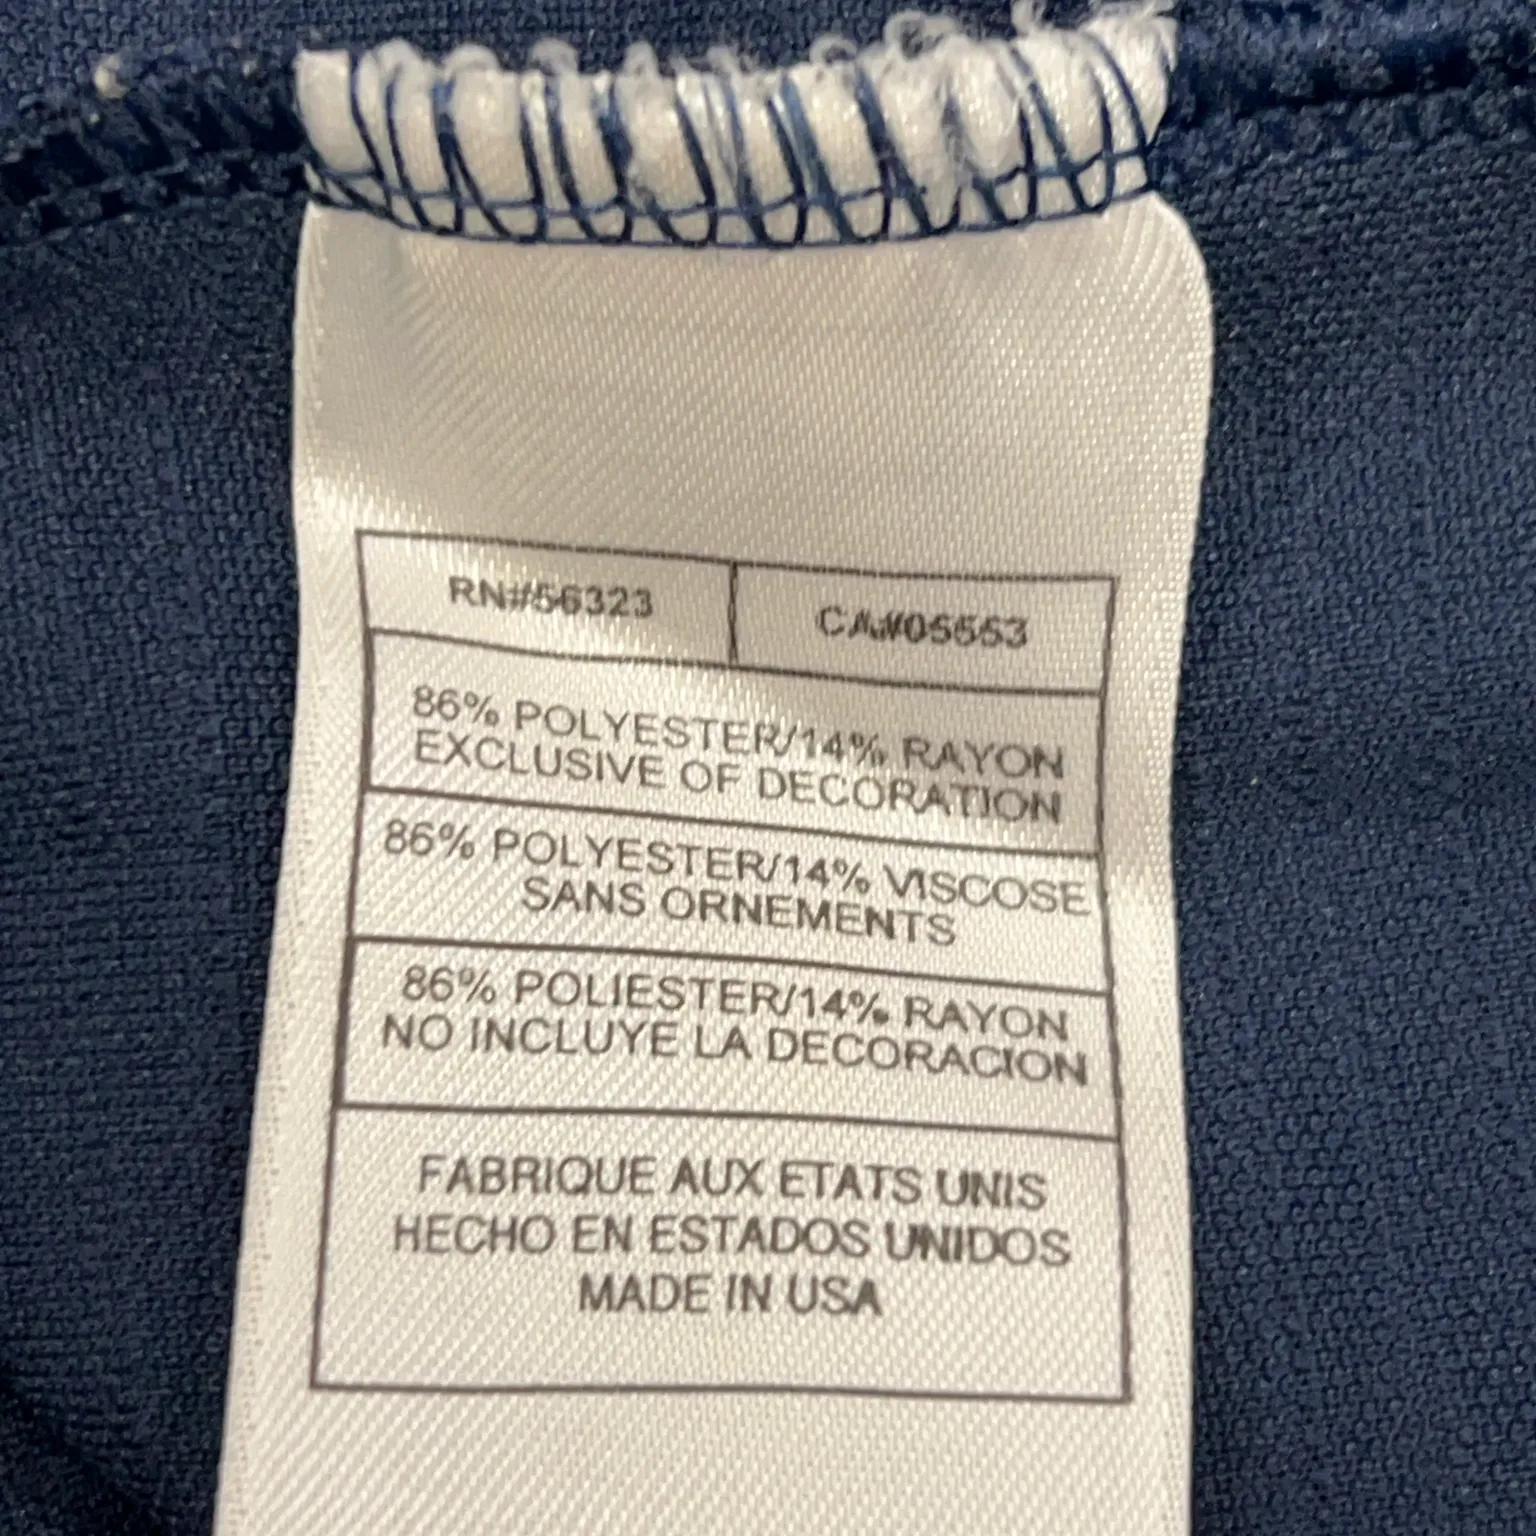 RN#56323 CA#05553
86% POLYESTER/14% RAYON
EXCLUSIVE OF DECORATION
86% POLYESTER/14% VISCOSE
SANS ORNEMENTS
86% POLIESTER/14% RAYON
NO INCLUYE LA DECORACION
FABRIQUE AUX ETATS UNIS
HECHO EN ESTADOS UNIDOS
MADE IN USA